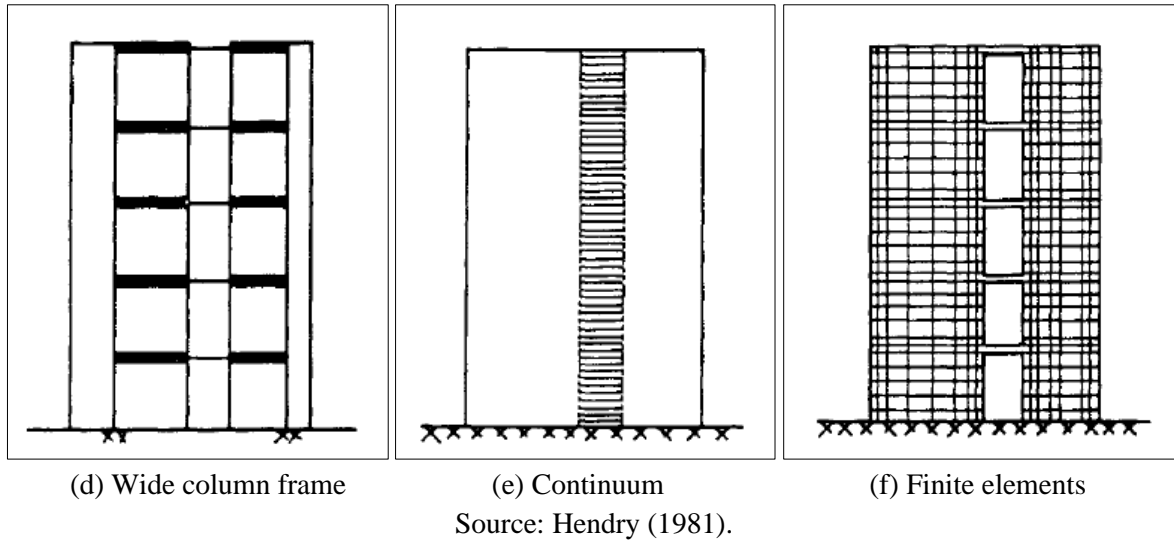 (d) Wide column frame (e) Continuum (f) Finite elements
Source: Hendry (1981).